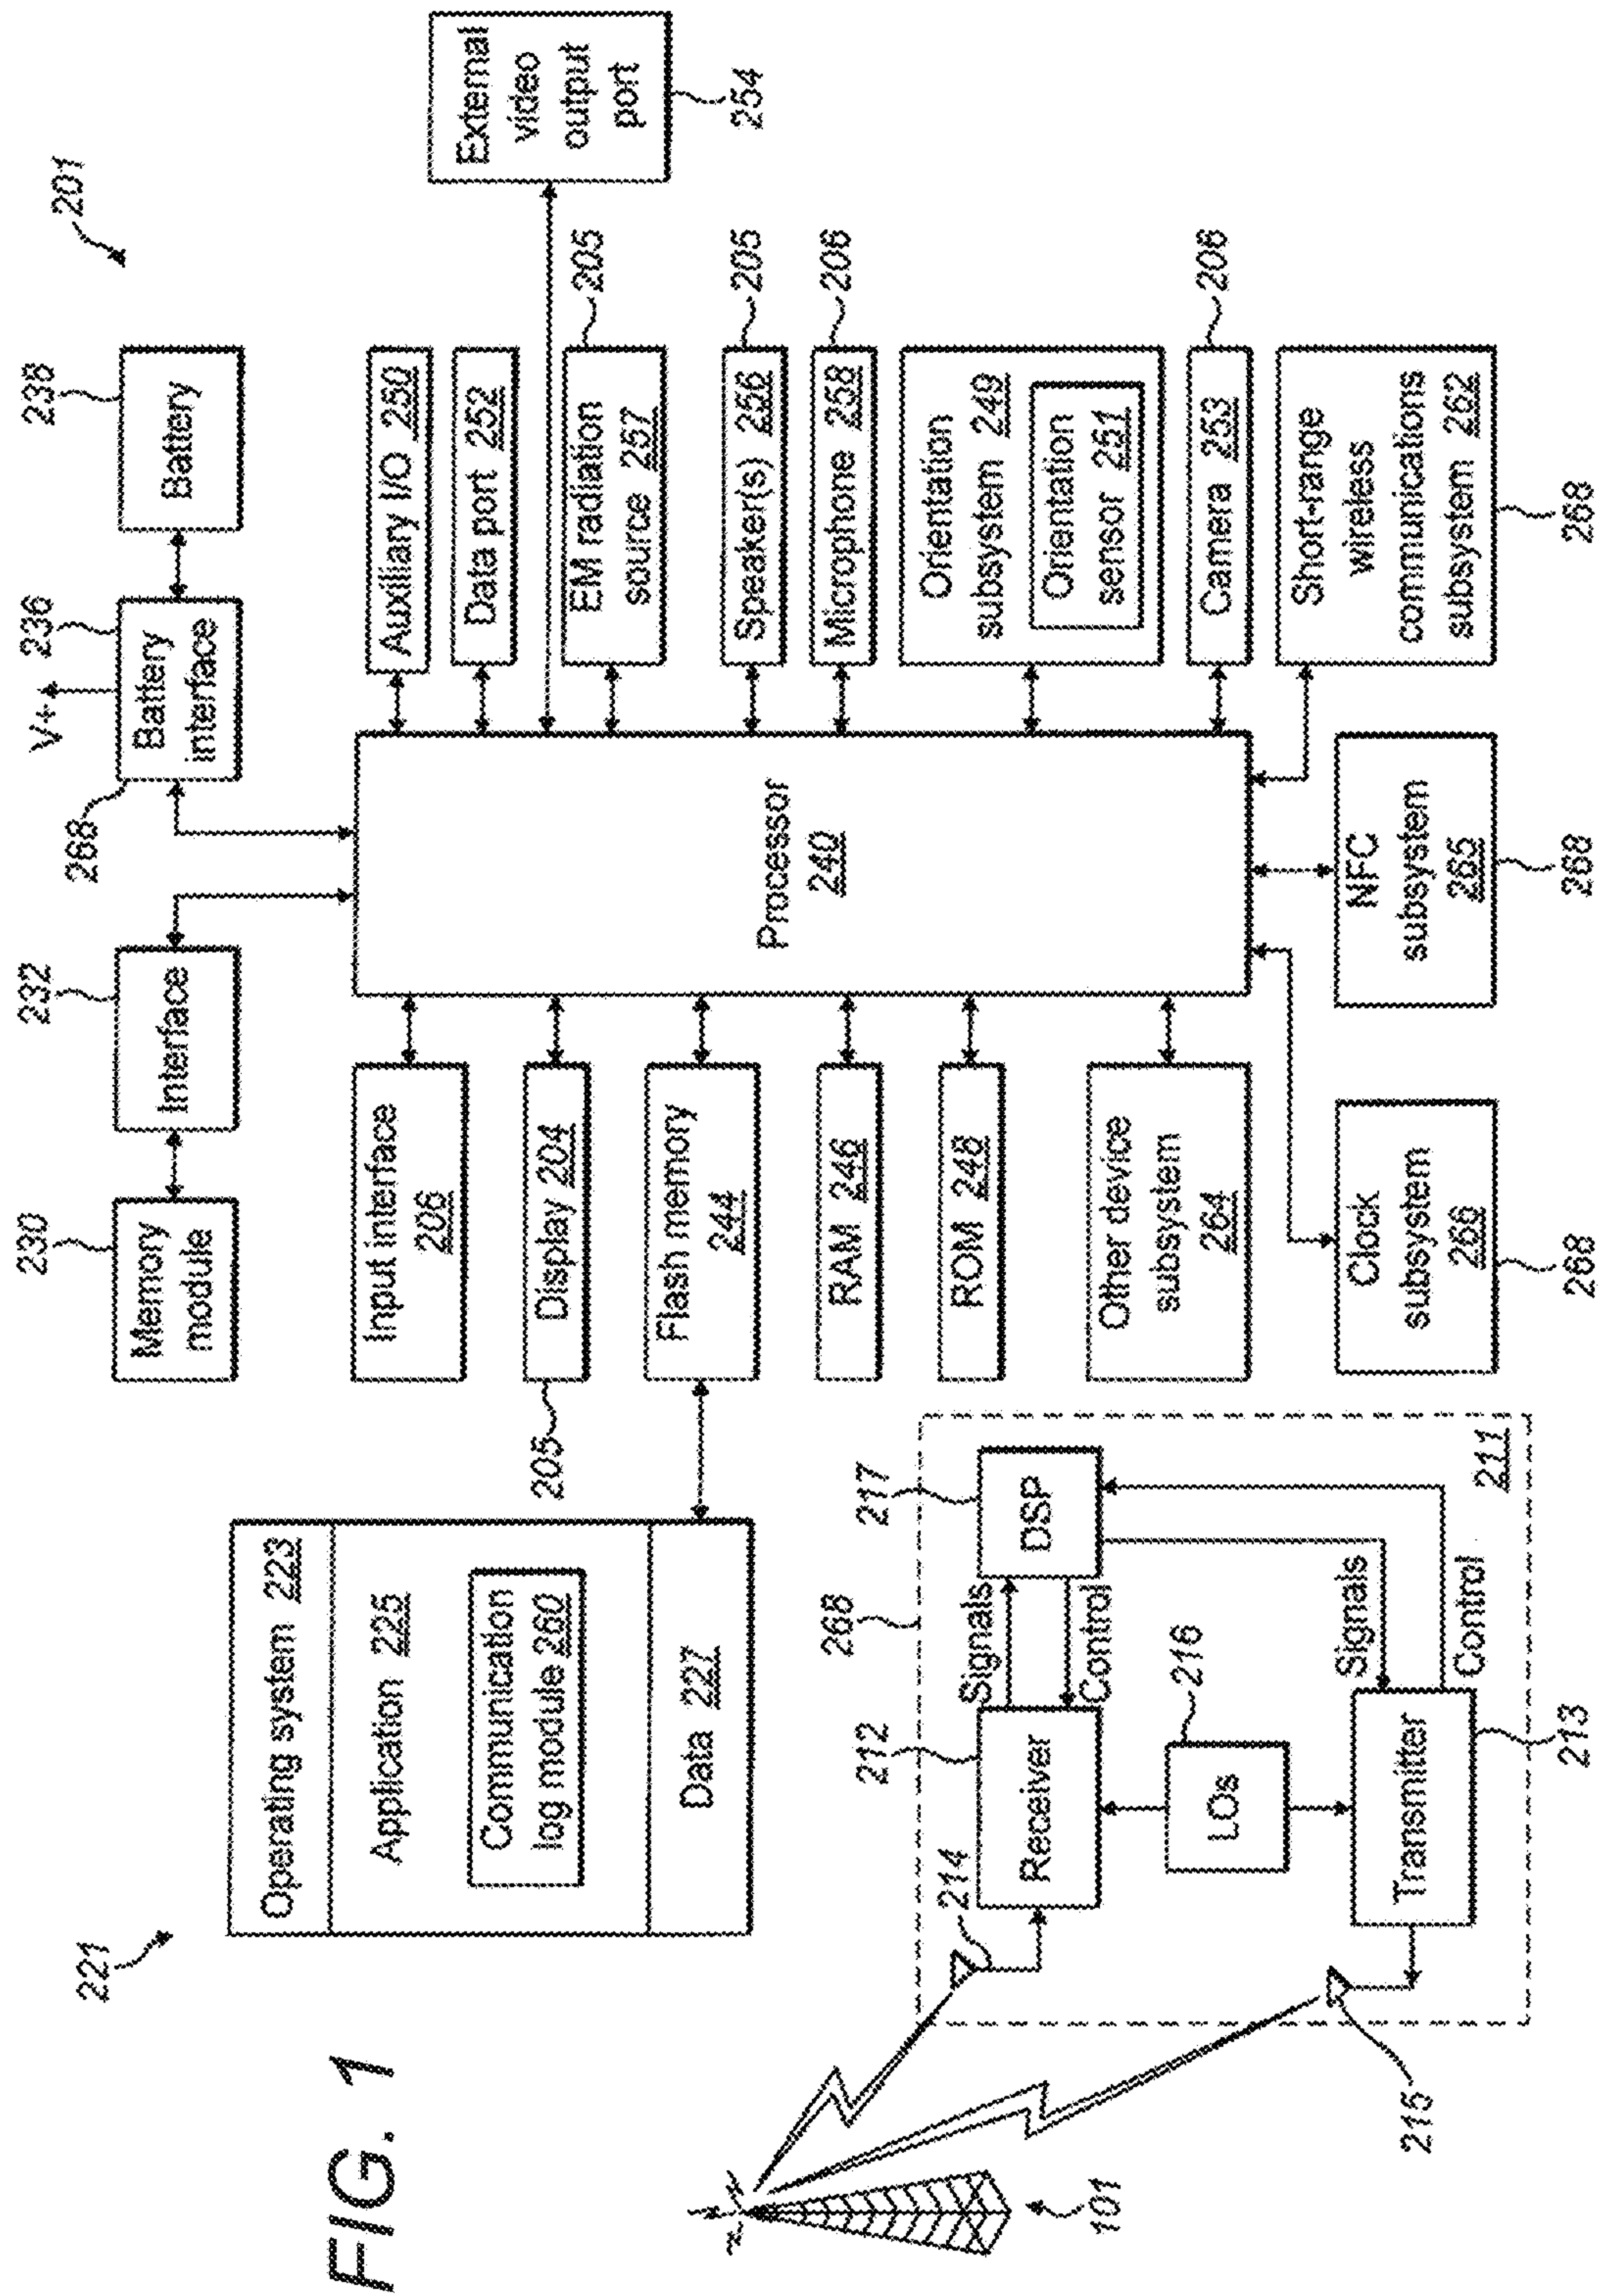 FIG. 1
221
201
230
232
236
238
V+
268
Memory
module
Interface
Battery
interface
Battery
Operating system 223
Application 225
Communication
log module 260
Data 227
Input interface
206
Display 204
205
Flash memory
244
RAM 246
ROM 248
Other device
subsystem
264
Processor
240
Auxiliary I/O 250
Data port 252
External
video
output
port
254
EM radiation
source 257
205
Speaker(s) 256
205
Microphone 258
206
Orientation
subsystem 249
Orientation
sensor 251
Camera 253
206
Short-range
wireless
communications
subsystem 262
268
NFC
subsystem
265
268
Clock
subsystem
266
268
101
268
211
214
212
Receiver
Signals
Control
217
DSP
LOs
216
Signals
Control
Transmitter
213
215